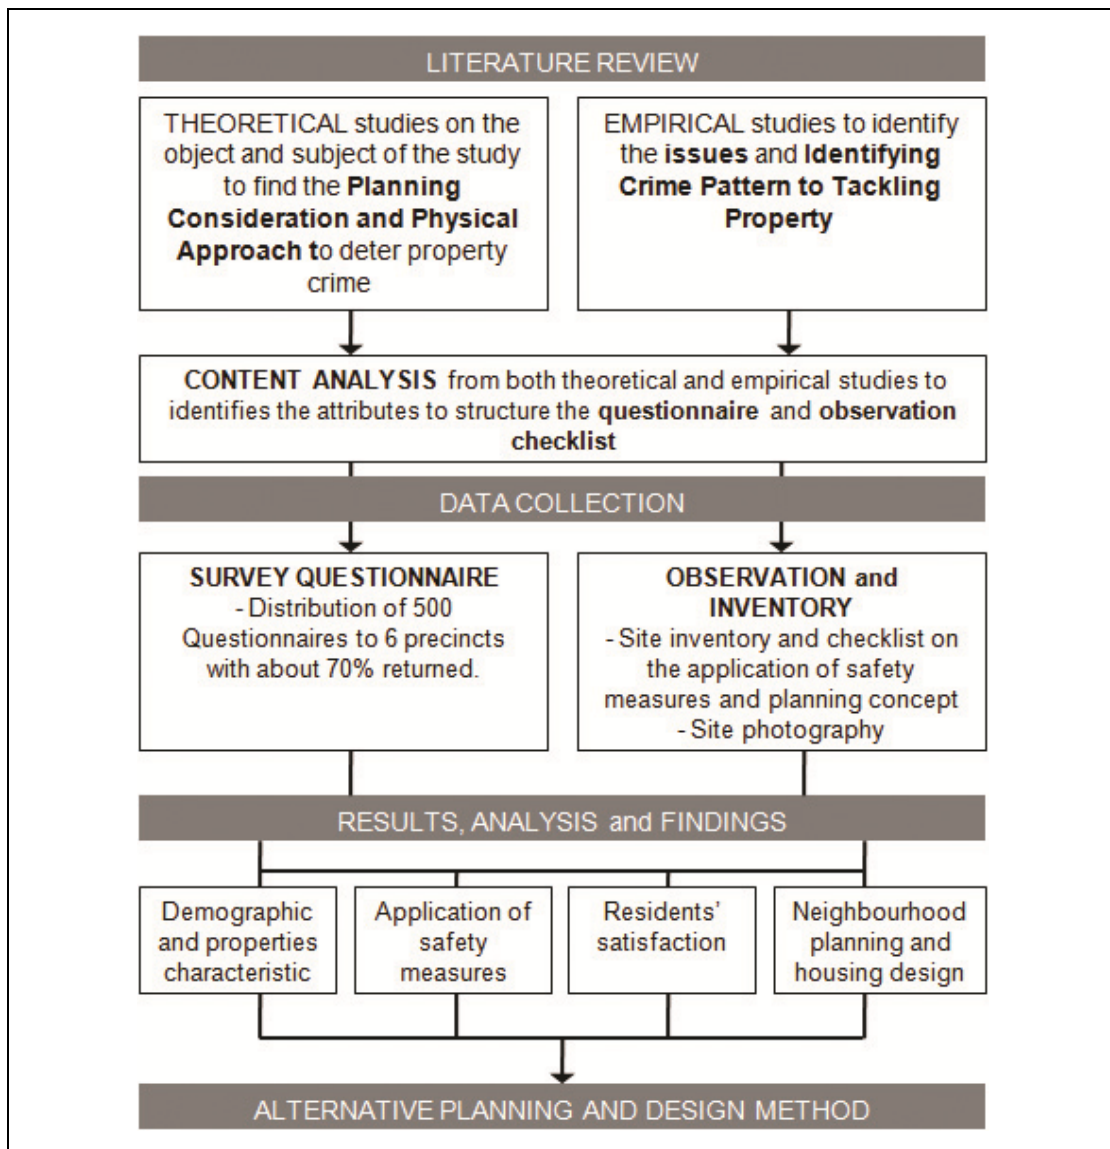 LITERATURE REVIEW
THEORETICAL studies on the
object and subject of the study
to find the Planning
Consideration and Physical
Approach to deter property
crime
EMPIRICAL studies to identify
the issues and Identifying
Crime Pattern to Tackling
Property
CONTENT ANALYSIS from both theoretical and empirical studies to
identifies the attributes to structure the questionnaire and observation
checklist
DATA COLLECTION
SURVEY QUESTIONNAIRE
- Distribution of 500
Questionnaires to 6 precincts
with about 70% returned.
OBSERVATION and
INVENTORY
- Site inventory and checklist on
the application of safety
measures and planning concept
- Site photography
RESULTS, ANALYSIS and FINDINGS
Demographic
and properties
characteristic
Application of
safety
measures
Residents’
satisfaction
Neighbourhood
planning and
housing design
ALTERNATIVE PLANNING AND DESIGN METHOD